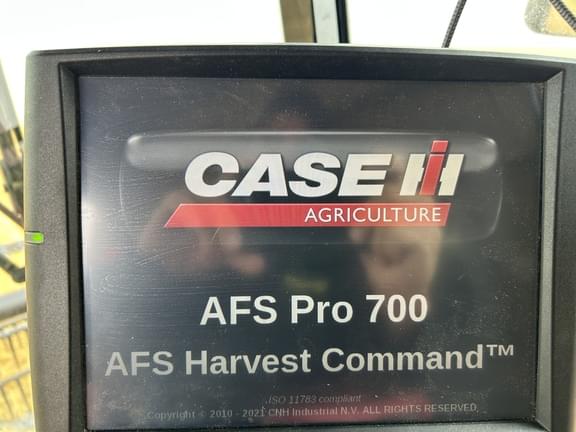 CASE IH
AGRICULTURE
AFS Pro 700
AFS Harvest Command™
ISO 11783 compliant
Copyright © 2010 - 2021 CNH Industrial N.V. ALL RIGHTS RESERVED.